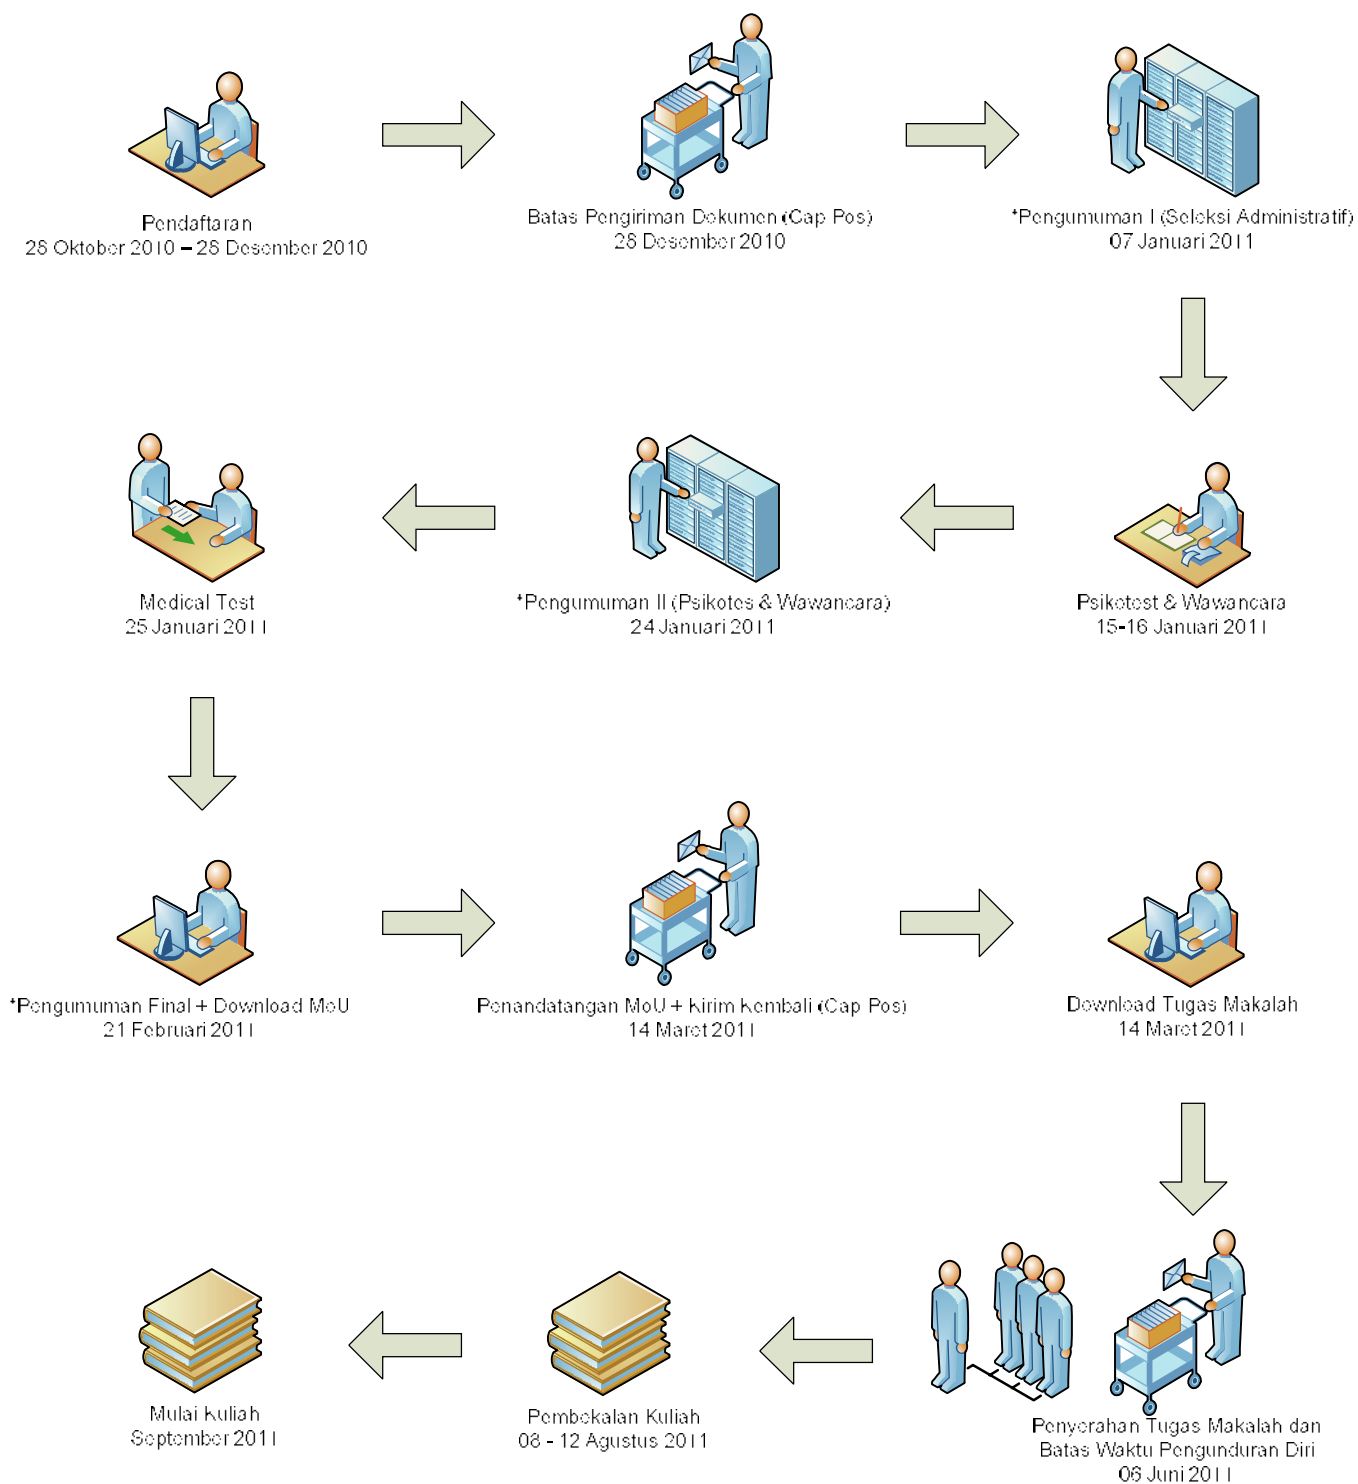 Pendaftaran
28 Oktober 2010 – 28 Desember 2010
Batas Pengiriman Dokumen (Cap Pos)
28 Desember 2010
*Pengumuman I (Seleksi Administratif)
07 Januari 2011
Medical Test
25 Januari 2011
*Pengumuman II (Psikotes & Wawancara)
24 Januari 2011
Psikotest & Wawancara
15-16 Januari 2011
*Pengumuman Final + Download MoU
21 Februari 2011
Penandatangan MoU + Kirim Kembali (Cap Pos)
14 Maret 2011
Download Tugas Makalah
14 Maret 2011
Mulai Kuliah
September 2011
Pembekalan Kuliah
08 - 12 Agustus 2011
Penyerahan Tugas Makalah dan
Batas Waktu Pengunduran Diri
06 Juni 2011